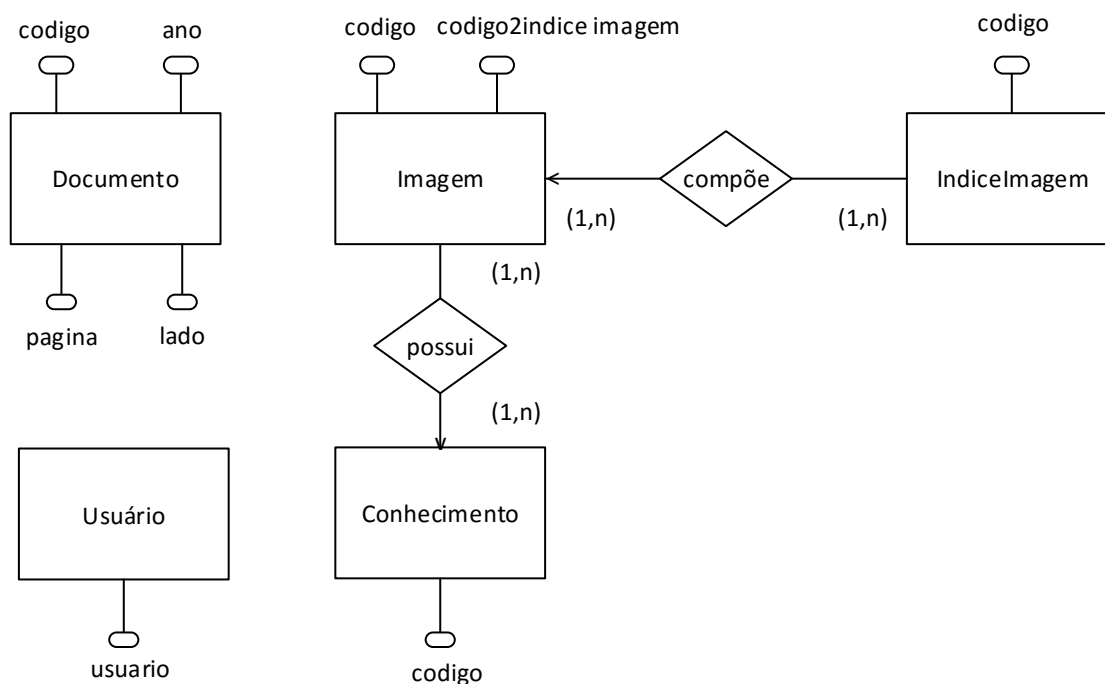 codigo
ano
codigo
codigo2indice imagem
codigo
Documento
Imagem
compõe
IndiceImagem
(1,n)
(1,n)
(1,n)
pagina
lado
possui
(1,n)
Usuário
Conhecimento
usuario
codigo